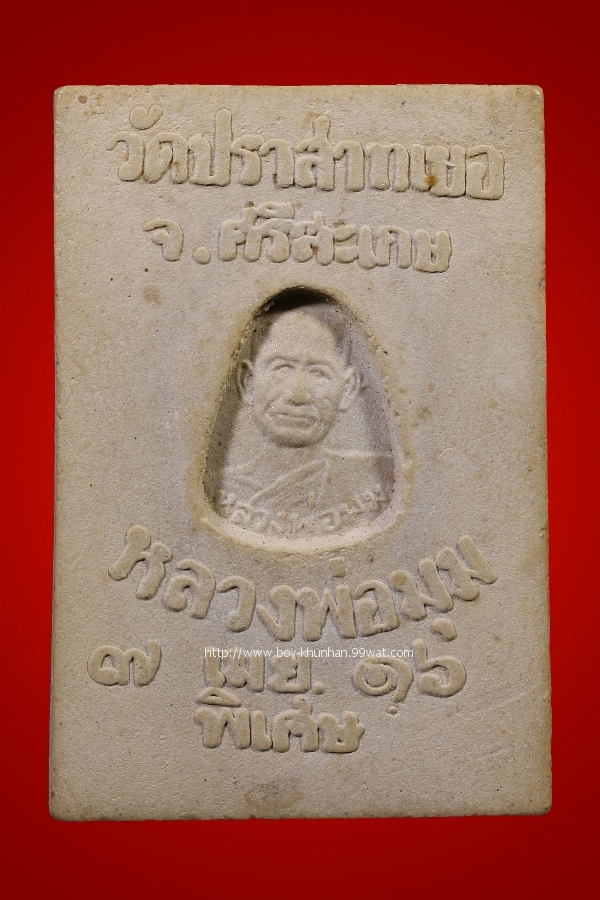 วัดปราสาทเยอ
จ.ศรีสะเกษ
หลวงพ่อมุม
หลวงพ่อมุม
http://www.boy-khunhan.99wat.com
๗ เมย. ๑๖
พิเศษ